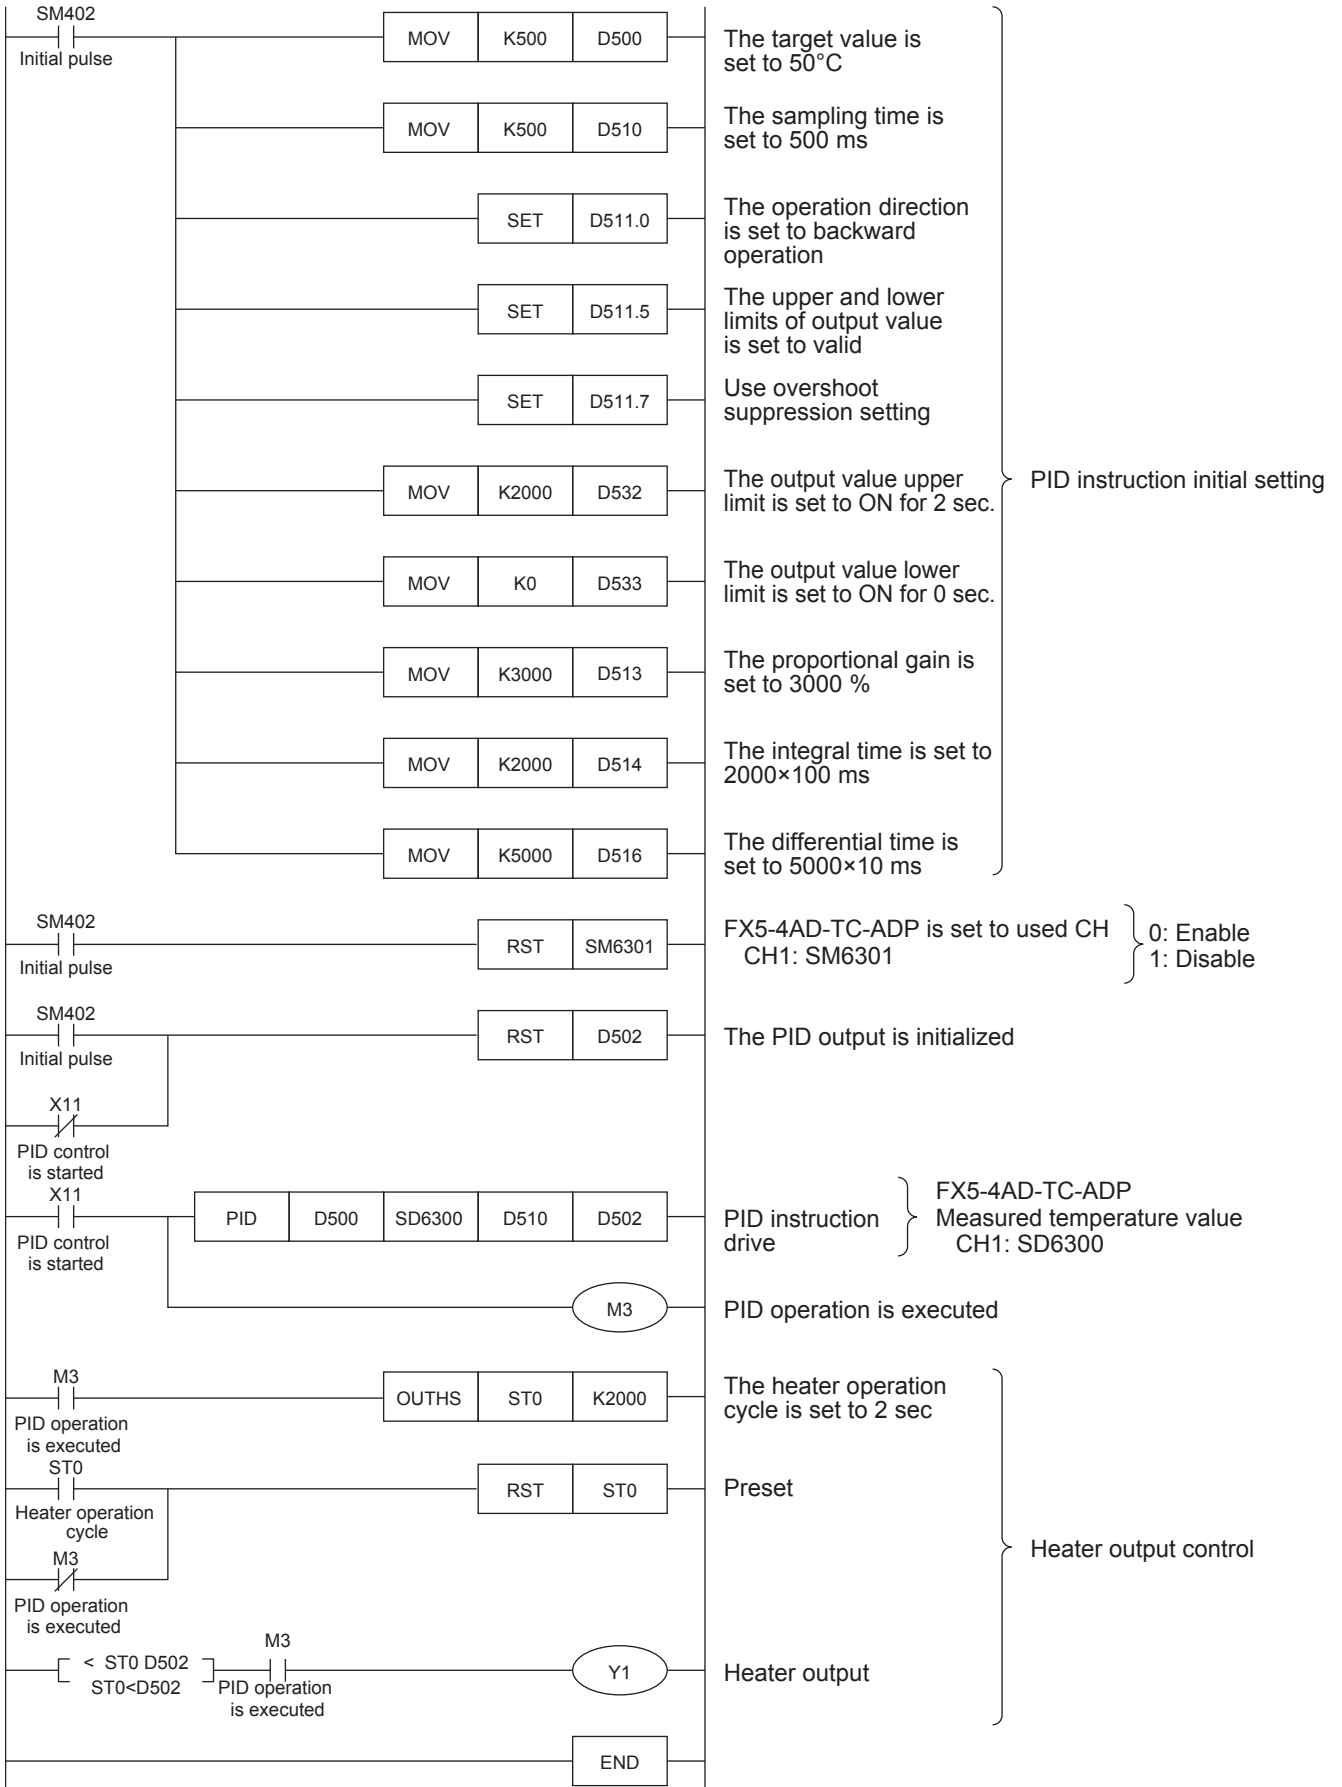 SM402
Initial pulse
MOV K500 D500
The target value is
set to 50°C
MOV K500 D510
The sampling time is
set to 500 ms
SET D511.0
The operation direction
is set to backward
operation
SET D511.5
The upper and lower
limits of output value
is set to valid
SET D511.7
Use overshoot
suppression setting
MOV K2000 D532
The output value upper
limit is set to ON for 2 sec.
PID instruction initial setting
MOV K0 D533
The output value lower
limit is set to ON for 0 sec.
MOV K3000 D513
The proportional gain is
set to 3000 %
MOV K2000 D514
The integral time is set to
2000×100 ms
MOV K5000 D516
The differential time is
set to 5000×10 ms
SM402
Initial pulse
RST SM6301
FX5-4AD-TC-ADP is set to used CH
CH1: SM6301
0: Enable
1: Disable
SM402
Initial pulse
RST D502
The PID output is initialized
X11
PID control
is started
X11
PID control
is started
PID D500 SD6300 D510 D502
PID instruction
drive
FX5-4AD-TC-ADP
Measured temperature value
CH1: SD6300
M3
PID operation is executed
M3
PID operation
is executed
OUTHS ST0 K2000
The heater operation
cycle is set to 2 sec
ST0
Heater operation
cycle
RST ST0
Preset
M3
PID operation
is executed
Heater output control
< ST0 D502
ST0<D502
M3
PID operation
is executed
Y1
Heater output
END